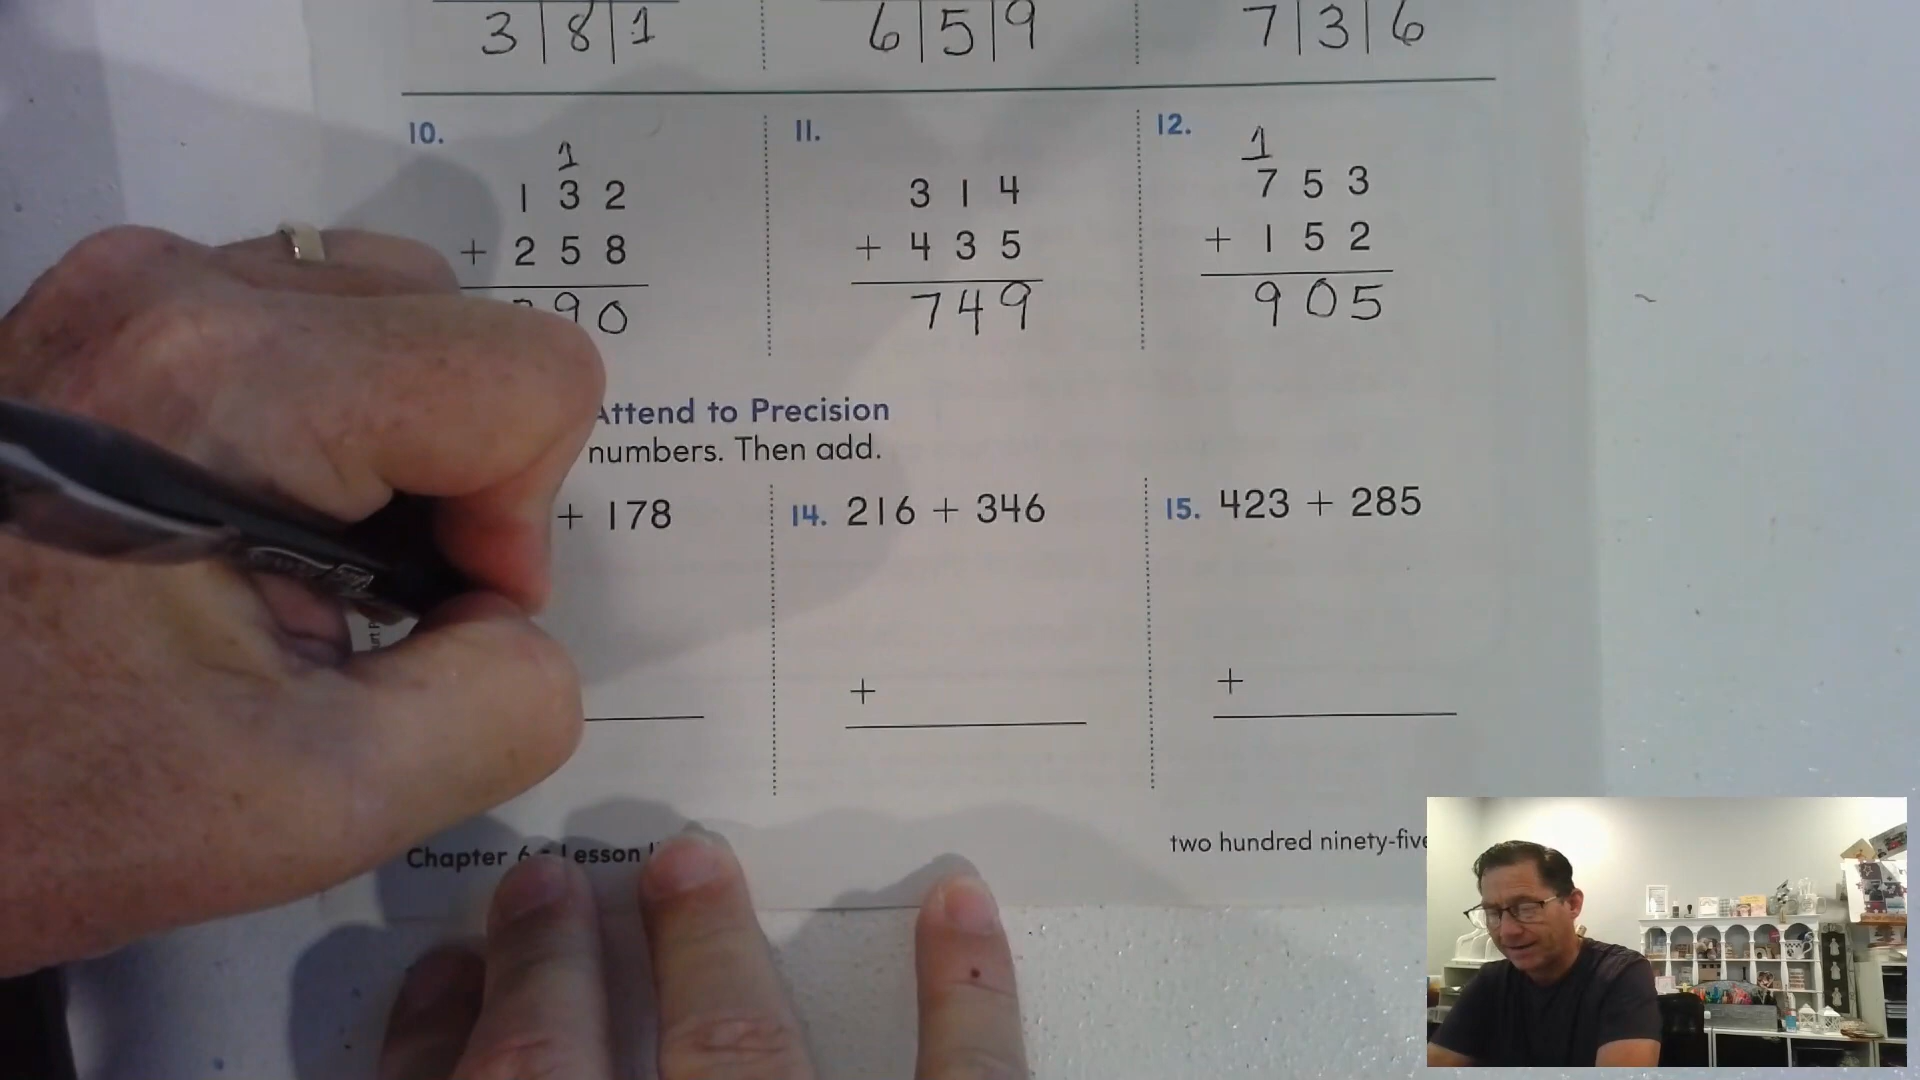 3 8 1
6 5 9
7 3 6
10.
1
1 3 2
+ 2 5 8
9 0
11.
3 1 4
+ 4 3 5
7 4 9
12.
1
7 5 3
+ 1 5 2
9 0 5
Attend to Precision
numbers. Then add.
+ 178
14. 216 + 346
+
15. 423 + 285
+
Chapter 6 Lesson
two hundred ninety-five